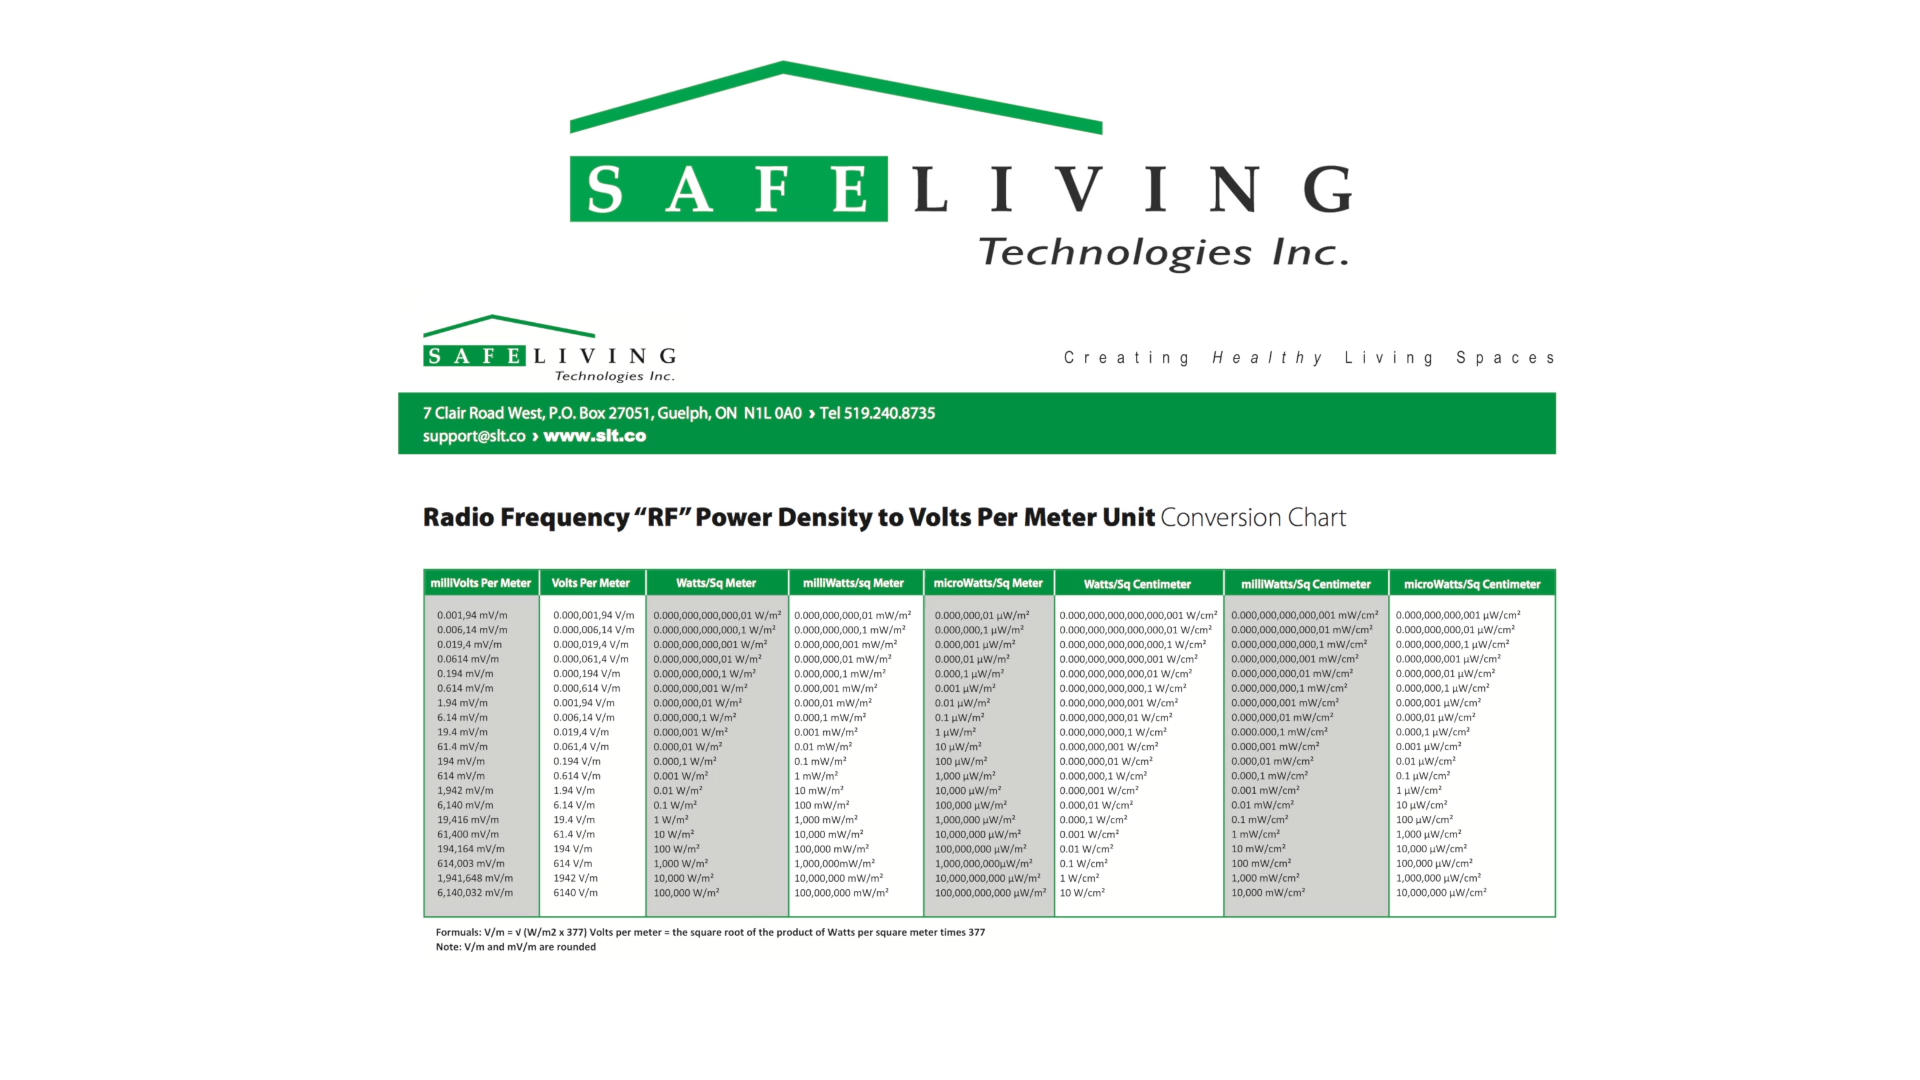 SAFELIVING
Technologies Inc.
SAFELIVING
Technologies Inc.
Creating Healthy Living Spaces
7 Clair Road West, P.O. Box 27051, Guelph, ON N1L 0A0 › Tel 519.240.8735
support@slt.co › www.slt.co
Radio Frequency “RF” Power Density to Volts Per Meter Unit Conversion Chart
milliVolts Per Meter Volts Per Meter Watts/Sq Meter milliWatts/sq Meter microWatts/Sq Meter Watts/Sq Centimeter milliWatts/Sq Centimeter microWatts/Sq Centimeter
0.001,94 mV/m 0.000,001,94 V/m 0.000,000,000,000,01 W/m² 0.000,000,000,01 mW/m² 0.000,000,01 µW/m² 0.000,000,000,000,000,001 W/cm² 0.000,000,000,000,001 mW/cm² 0.000,000,000,001 µW/cm²
0.006,14 mV/m 0.000,006,14 V/m 0.000,000,000,000,1 W/m² 0.000,000,000,1 mW/m² 0.000,000,1 µW/m² 0.000,000,000,000,000,01 W/cm² 0.000,000,000,000,01 mW/cm² 0.000,000,000,01 µW/cm²
0.019,4 mV/m 0.000,019,4 V/m 0.000,000,000,001 W/m² 0.000,000,001 mW/m² 0.000,001 µW/m² 0.000,000,000,000,000,1 W/cm² 0.000,000,000,000,1 mW/cm² 0.000,000,000,1 µW/cm²
0.0614 mV/m 0.000,061,4 V/m 0.000,000,000,01 W/m² 0.000,000,01 mW/m² 0.000,01 µW/m² 0.000,000,000,000,001 W/cm² 0.000,000,000,001 mW/cm² 0.000,000,001 µW/cm²
0.194 mV/m 0.000,194 V/m 0.000,000,000,1 W/m² 0.000,000,1 mW/m² 0.000,1 µW/m² 0.000,000,000,000,01 W/cm² 0.000,000,000,01 mW/cm² 0.000,000,01 µW/cm²
0.614 mV/m 0.000,614 V/m 0.000,000,001 W/m² 0.000,001 mW/m² 0.001 µW/m² 0.000,000,000,000,1 W/cm² 0.000,000,000,1 mW/cm² 0.000,000,1 µW/cm²
1.94 mV/m 0.001,94 V/m 0.000,000,01 W/m² 0.000,01 mW/m² 0.01 µW/m² 0.000,000,000,001 W/cm² 0.000,000,001 mW/cm² 0.000,001 µW/cm²
6.14 mV/m 0.006,14 V/m 0.000,000,1 W/m² 0.000,1 mW/m² 0.1 µW/m² 0.000,000,000,01 W/cm² 0.000,000,01 mW/cm² 0.000,01 µW/cm²
19.4 mV/m 0.019,4 V/m 0.000,001 W/m² 0.001 mW/m² 1 µW/m² 0.000,000,000,1 W/cm² 0.000.000,1 mW/cm² 0.000,1 µW/cm²
61.4 mV/m 0.061,4 V/m 0.000,01 W/m² 0.01 mW/m² 10 µW/m² 0.000,000,001 W/cm² 0.000,001 mW/cm² 0.001 µW/cm²
194 mV/m 0.194 V/m 0.000,1 W/m² 0.1 mW/m² 100 µW/m² 0.000,000,01 W/cm² 0.000,01 mW/cm² 0.01 µW/cm²
614 mV/m 0.614 V/m 0.001 W/m² 1 mW/m² 1,000 µW/m² 0.000,000,1 W/cm² 0.000,1 mW/cm² 0.1 µW/cm²
1,942 mV/m 1.94 V/m 0.01 W/m² 10 mW/m² 10,000 µW/m² 0.000,001 W/cm² 0.001 mW/cm² 1 µW/cm²
6,140 mV/m 6.14 V/m 0.1 W/m² 100 mW/m² 100,000 µW/m² 0.000,01 W/cm² 0.01 mW/cm² 10 µW/cm²
19,416 mV/m 19.4 V/m 1 W/m² 1,000 mW/m² 1,000,000 µW/m² 0.000,1 W/cm² 0.1 mW/cm² 100 µW/cm²
61,400 mV/m 61.4 V/m 10 W/m² 10,000 mW/m² 10,000,000 µW/m² 0.001 W/cm² 1 mW/cm² 1,000 µW/cm²
194,164 mV/m 194 V/m 100 W/m² 100,000 mW/m² 100,000,000 µW/m² 0.01 W/cm² 10 mW/cm² 10,000 µW/cm²
614,003 mV/m 614 V/m 1,000 W/m² 1,000,000mW/m² 1,000,000,000µW/m² 0.1 W/cm² 100 mW/cm² 100,000 µW/cm²
1,941,648 mV/m 1942 V/m 10,000 W/m² 10,000,000 mW/m² 10,000,000,000 µW/m² 1 W/cm² 1,000 mW/cm² 1,000,000 µW/cm²
6,140,032 mV/m 6140 V/m 100,000 W/m² 100,000,000 mW/m² 100,000,000,000 µW/m² 10 W/cm² 10,000 mW/cm² 10,000,000 µW/cm²
Formuals: V/m = √ (W/m2 x 377) Volts per meter = the square root of the product of Watts per square meter times 377
Note: V/m and mV/m are rounded